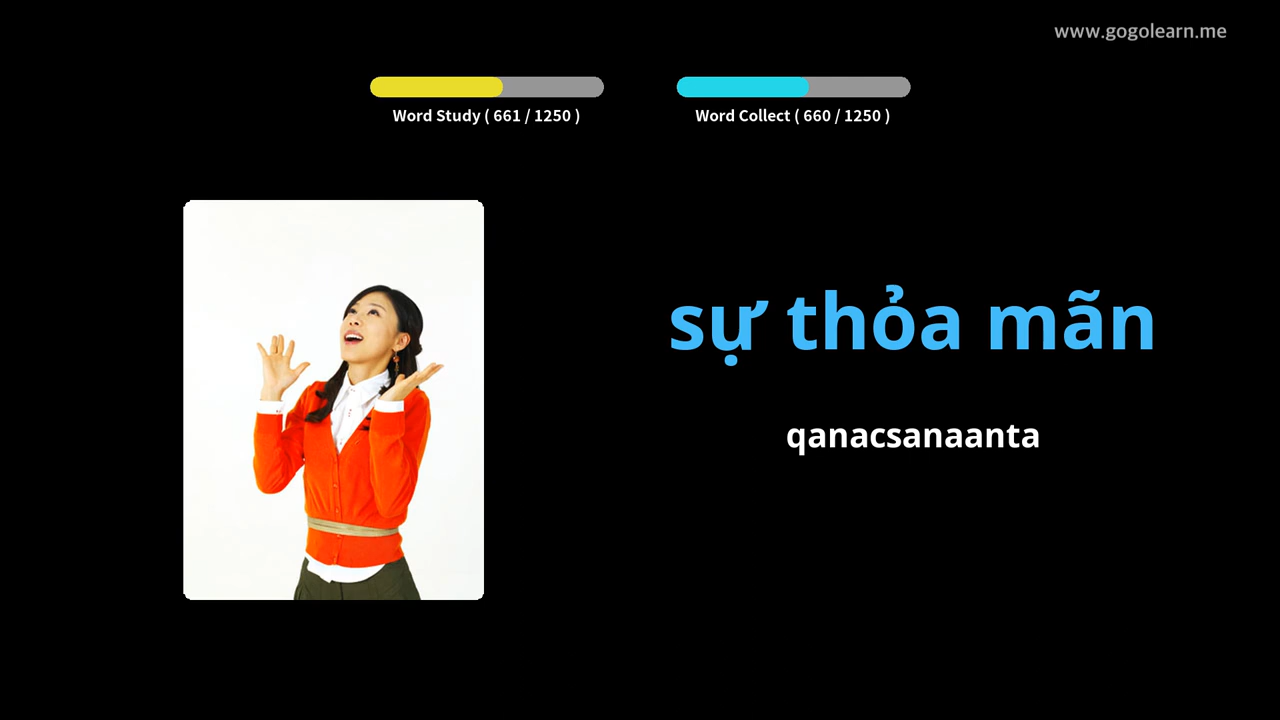 www.gogolearn.me
Word Study ( 661 / 1250 )
Word Collect ( 660 / 1250 )
sự thỏa mãn
qanacsanaanta